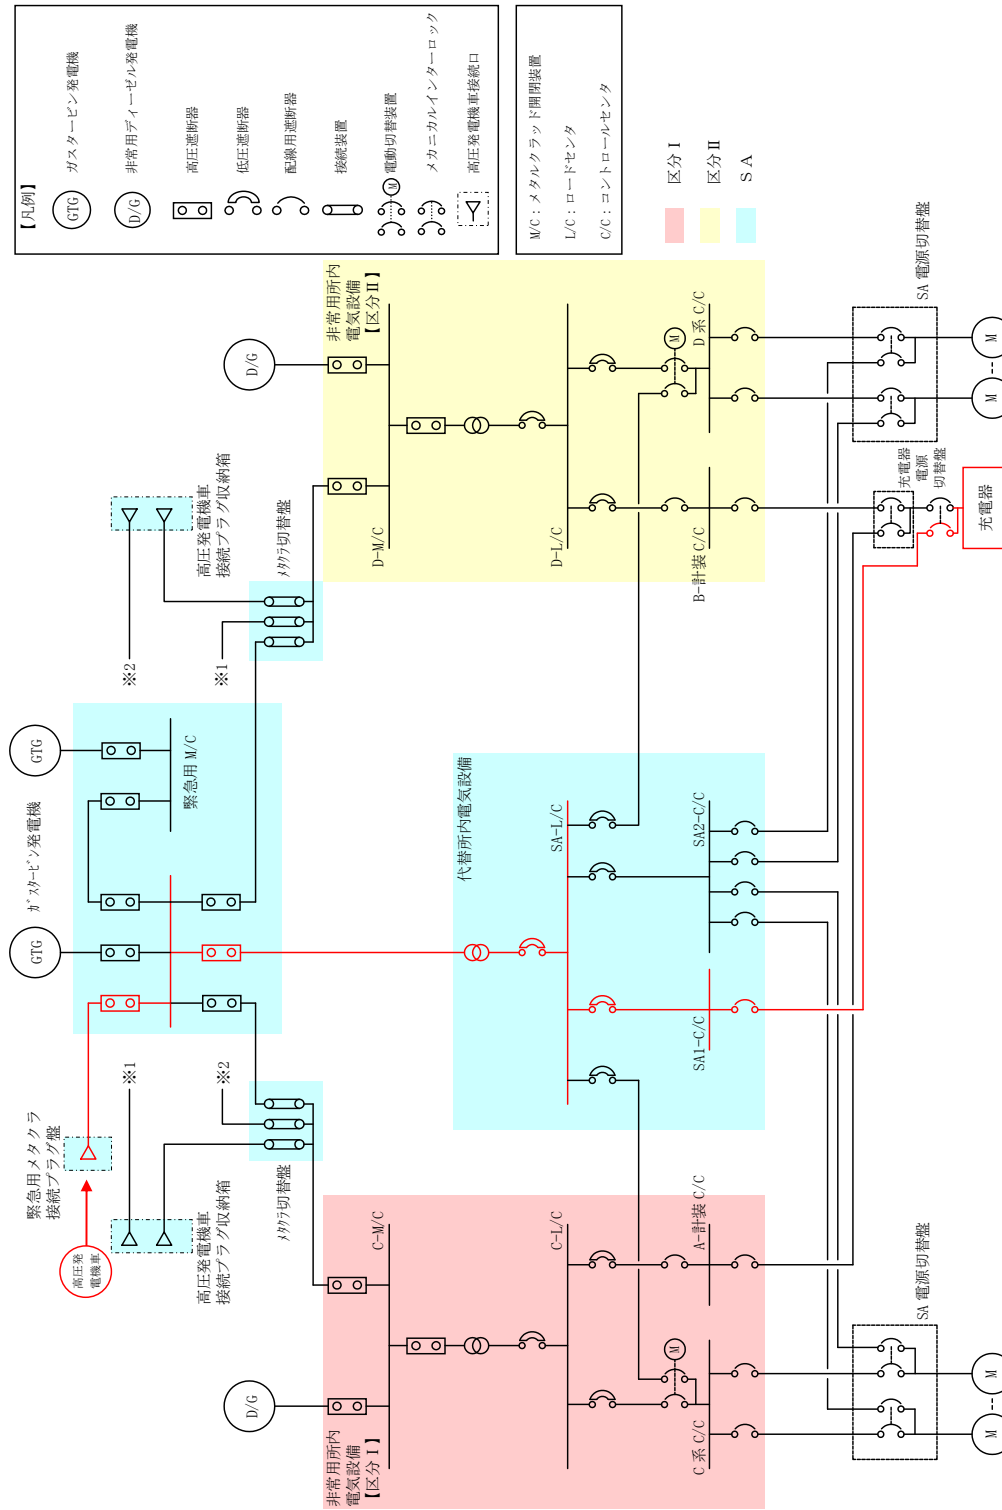 【凡例】
GTG
ガスタービン発電機
D/G
非常用ディーゼル発電機
高圧遮断器
低圧遮断器
配線用遮断器
接続装置
M
電動切替装置
メカニカルインターロック
高圧発電機車接続口
M/C：メタルクラッド開閉装置
L/C：ロードセンタ
C/C：コントロールセンタ
区分Ⅰ
区分Ⅱ
ＳＡ
緊急用メタクラ
接続プラグ盤
高圧発
電機車
ガスタービン発電機
GTG
GTG
緊急用 M/C
※1
※2
※2
※1
高圧発電機車
接続プラグ収納箱
高圧発電機車
接続プラグ収納箱
メタクラ切替盤
メタクラ切替盤
D/G
D/G
非常用所内
電気設備
【区分Ⅰ】
非常用所内
電気設備
【区分Ⅱ】
C-M/C
D-M/C
代替所内電気設備
C-L/C
SA-L/C
D-L/C
M
M
C 系 C/C
A-計装 C/C
SA1-C/C
SA2-C/C
B-計装 C/C
D 系 C/C
SA 電源切替盤
充電器
電源
切替盤
SA 電源切替盤
M
M
充電器
M
M